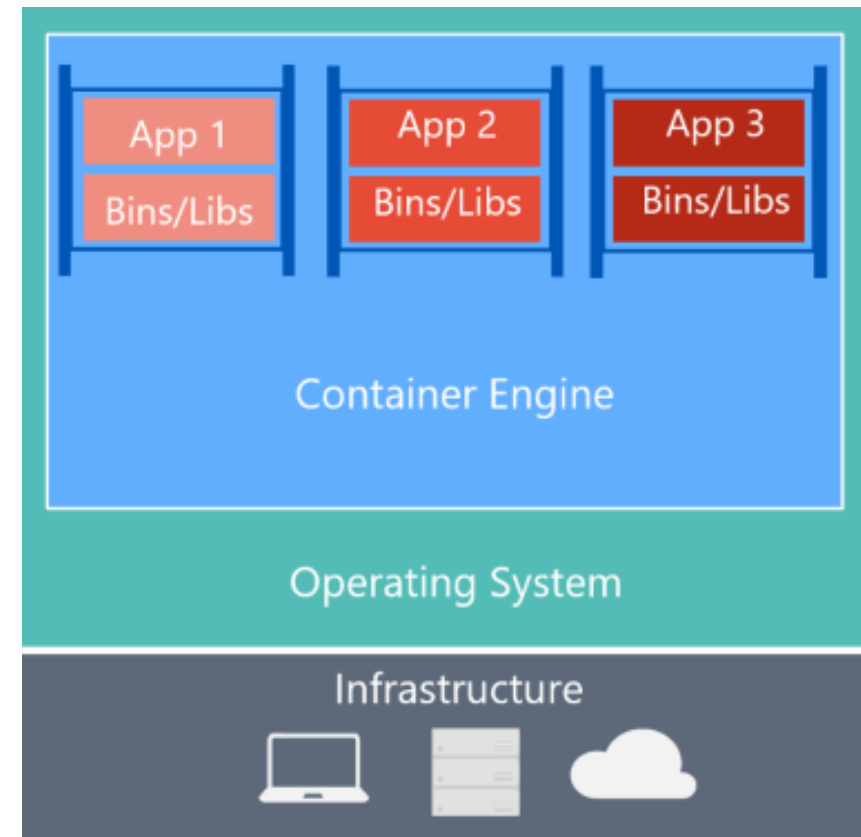 App 1
Bins/Libs
App 2
Bins/Libs
App 3
Bins/Libs
Container Engine
Operating System
Infrastructure